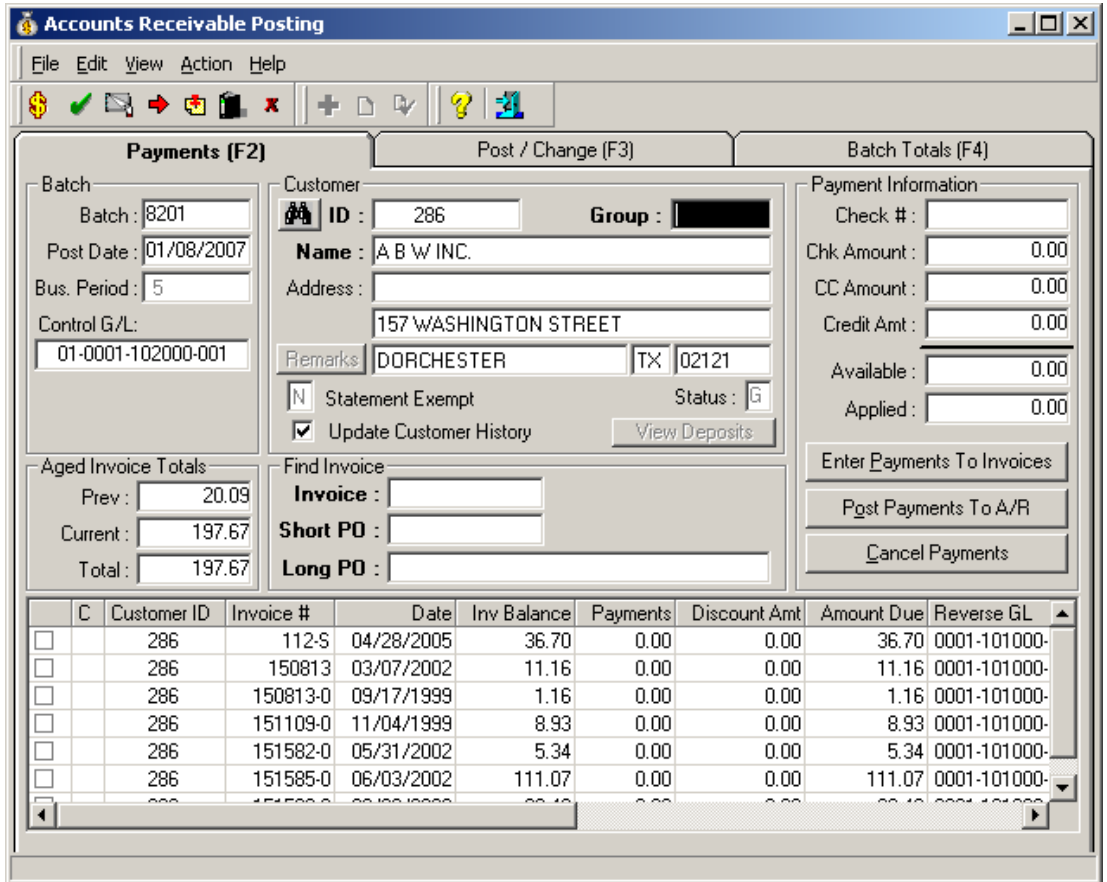 Accounts Receivable Posting
File Edit View Action Help
Payments (F2) Post / Change (F3) Batch Totals (F4)
Batch
Batch : 8201
Post Date : 01/08/2007
Bus. Period : 5
Control G/L:
01-0001-102000-001
Customer
ID : 286 Group :
Name : A B W INC.
Address :
157 WASHINGTON STREET
Remarks DORCHESTER TX 02121
N Statement Exempt Status : G
Update Customer History View Deposits
Payment Information
Check # :
Chk Amount : 0.00
CC Amount : 0.00
Credit Amt : 0.00
Available : 0.00
Applied : 0.00
Enter Payments To Invoices
Post Payments To A/R
Cancel Payments
Aged Invoice Totals
Prev : 20.09
Current : 197.67
Total : 197.67
Find Invoice
Invoice :
Short PO :
Long PO :
C Customer ID Invoice # Date Inv Balance Payments Discount Amt Amount Due Reverse GL
286 112-S 04/28/2005 36.70 0.00 0.00 36.70 0001-101000-
286 150813 03/07/2002 11.16 0.00 0.00 11.16 0001-101000-
286 150813-0 09/17/1999 1.16 0.00 0.00 1.16 0001-101000-
286 151109-0 11/04/1999 8.93 0.00 0.00 8.93 0001-101000-
286 151582-0 05/31/2002 5.34 0.00 0.00 5.34 0001-101000-
286 151585-0 06/03/2002 111.07 0.00 0.00 111.07 0001-101000-